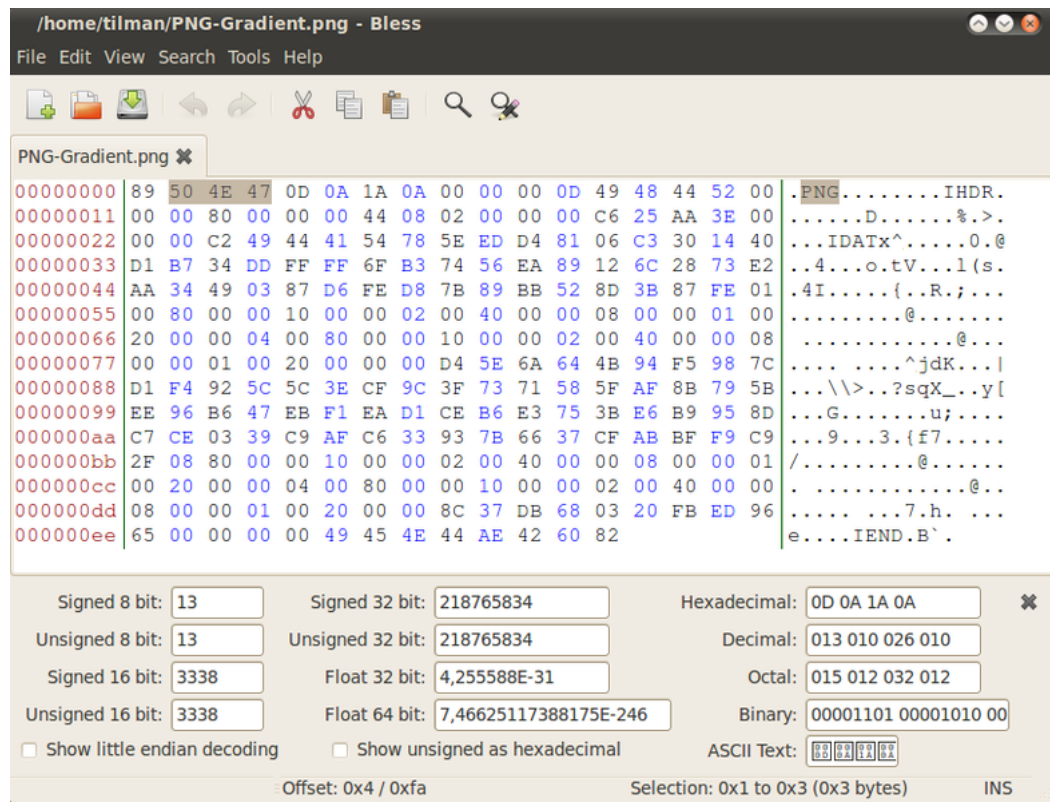 /home/tilman/PNG-Gradient.png - Bless
File Edit View Search Tools Help
PNG-Gradient.png
00000000 89 50 4E 47 0D 0A 1A 0A 00 00 00 0D 49 48 44 52 00 .PNG........IHDR.
00000011 00 00 80 00 00 00 44 08 02 00 00 00 C6 25 AA 3E 00 ......D......%.>.
00000022 00 00 C2 49 44 41 54 78 5E ED D4 81 06 C3 30 14 40 ...IDATx^.....0.@
00000033 D1 B7 34 DD FF FF 6F B3 74 56 EA 89 12 6C 28 73 E2 ..4...o.tV...l(s.
00000044 AA 34 49 03 87 D6 FE D8 7B 89 BB 52 8D 3B 87 FE 01 .4I.....{..R.;...
00000055 00 80 00 00 10 00 00 02 00 40 00 00 08 00 00 01 00 .........@.......
00000066 20 00 00 04 00 80 00 00 10 00 00 02 00 40 00 00 08 ............@...
00000077 00 00 01 00 20 00 00 00 D4 5E 6A 64 4B 94 F5 98 7C .... ....^jdK...|
00000088 D1 F4 92 5C 5C 3E CF 9C 3F 73 71 58 5F AF 8B 79 5B ...\\>..?sqX_..y[
00000099 EE 96 B6 47 EB F1 EA D1 CE B6 E3 75 3B E6 B9 95 8D ...G.......u;....
000000aa C7 CE 03 39 C9 AF C6 33 93 7B 66 37 CF AB BF F9 C9 ...9...3.{f7.....
000000bb 2F 08 80 00 00 10 00 00 02 00 40 00 00 08 00 00 01 /.........@......
000000cc 00 20 00 00 04 00 80 00 00 10 00 00 02 00 40 00 00 . ............@..
000000dd 08 00 00 01 00 20 00 00 8C 37 DB 68 03 20 FB ED 96 ..... ...7.h. ...
000000ee 65 00 00 00 00 49 45 4E 44 AE 42 60 82 e....IEND.B`.
Signed 8 bit: 13 Signed 32 bit: 218765834 Hexadecimal: 0D 0A 1A 0A
Unsigned 8 bit: 13 Unsigned 32 bit: 218765834 Decimal: 013 010 026 010
Signed 16 bit: 3338 Float 32 bit: 4,255588E-31 Octal: 015 012 032 012
Unsigned 16 bit: 3338 Float 64 bit: 7,46625117388175E-246 Binary: 00001101 00001010 00
Show little endian decoding Show unsigned as hexadecimal ASCII Text:
Offset: 0x4 / 0xfa Selection: 0x1 to 0x3 (0x3 bytes) INS